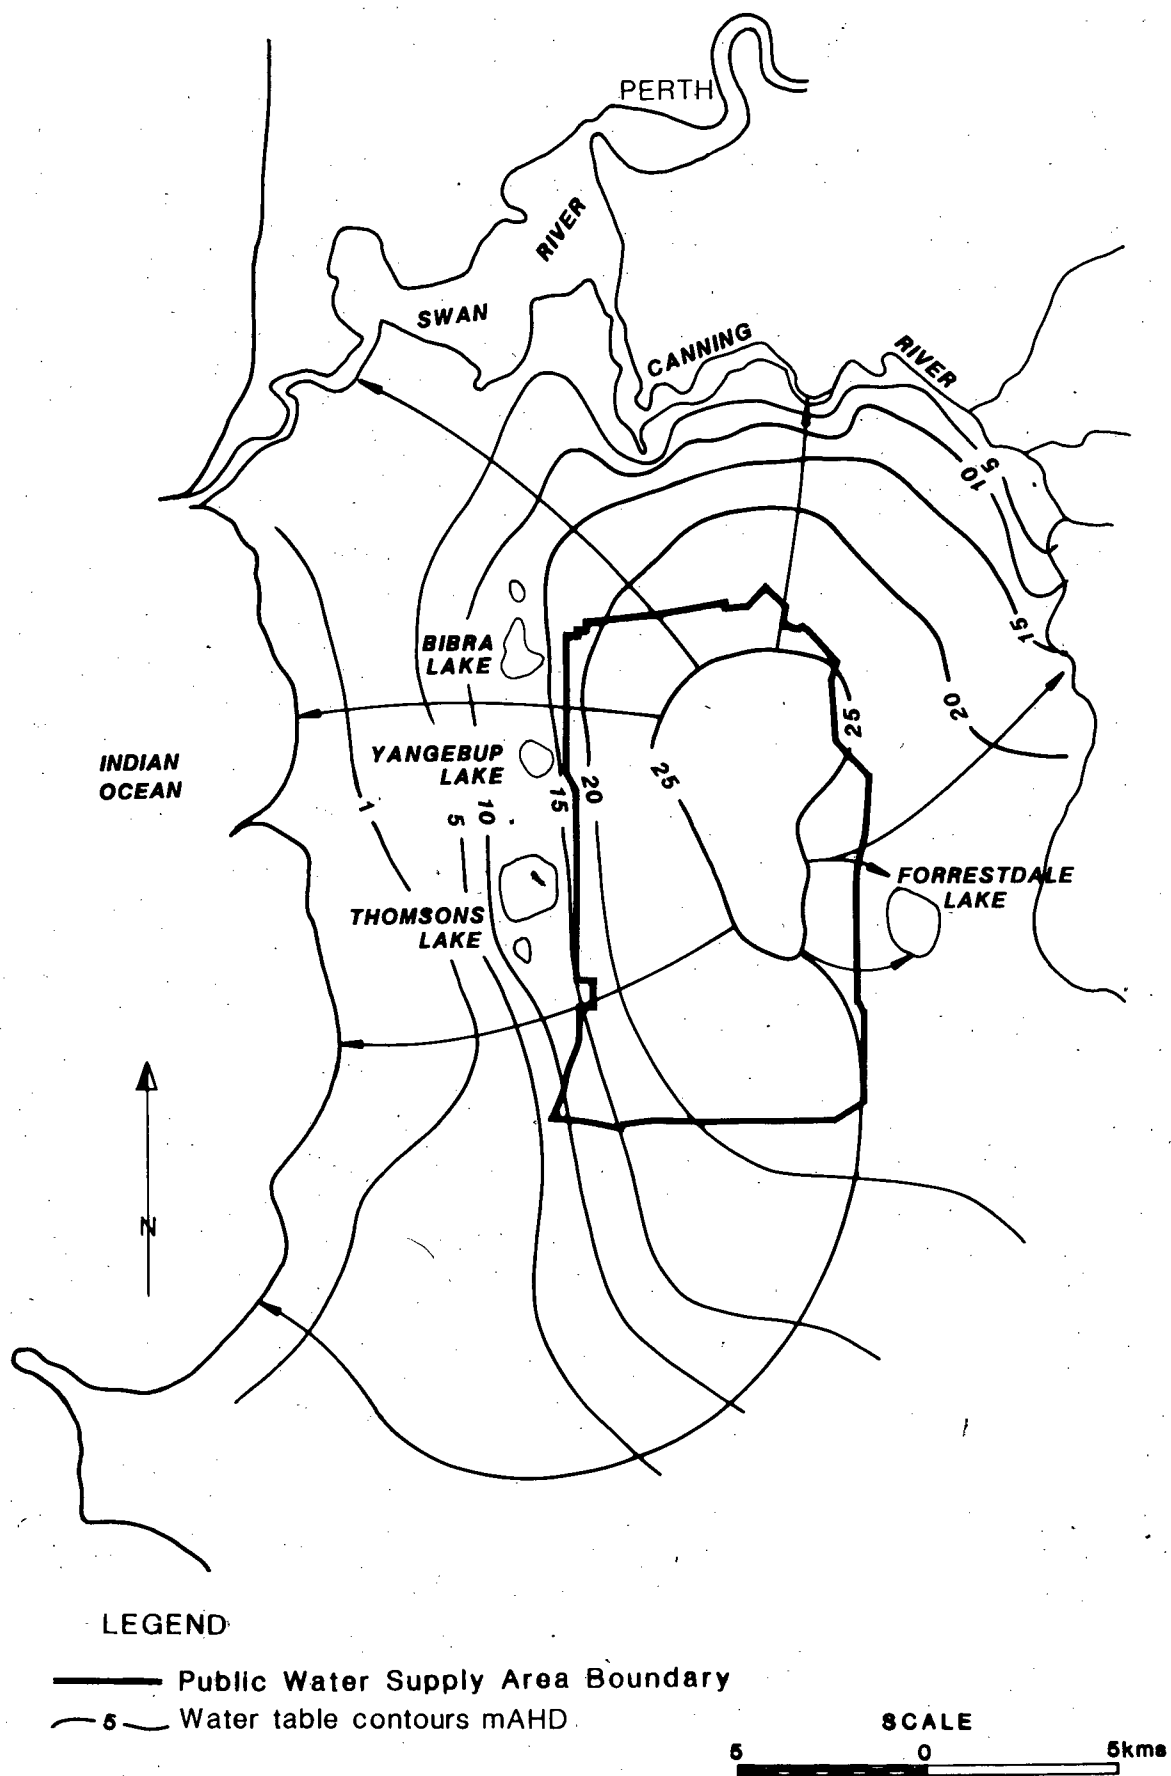 PERTH
RIVER
SWAN
CANNING
RIVER
5
10
15
BIBRA
LAKE
20
25
YANGEBUP
LAKE
25
INDIAN
OCEAN
20
15
1
10
5
FORRESTDALE
LAKE
THOMSONS
LAKE
N
LEGEND
Public Water Supply Area Boundary
5 Water table contours mAHD
SCALE
5 0 5kms